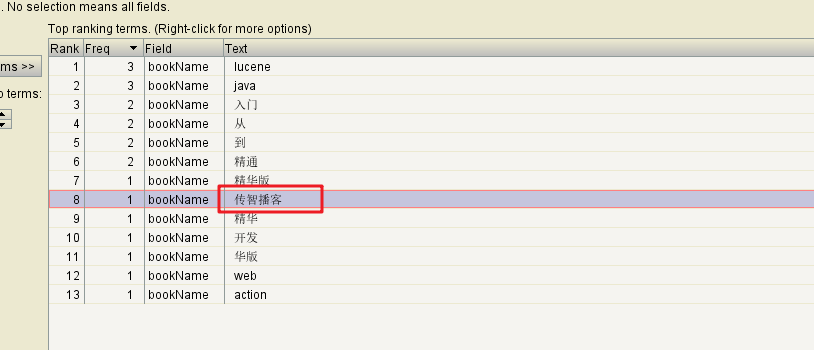 . No selection means all fields.
Top ranking terms. (Right-click for more options)
Rank Freq Field Text
ms >>
1 3 bookName lucene
2 3 bookName java
o terms:
3 2 bookName 入门
4 2 bookName 从
5 2 bookName 到
6 2 bookName 精通
7 1 bookName 精华版
8 1 bookName 传智播客
9 1 bookName 精华
10 1 bookName 开发
11 1 bookName 华版
12 1 bookName web
13 1 bookName action